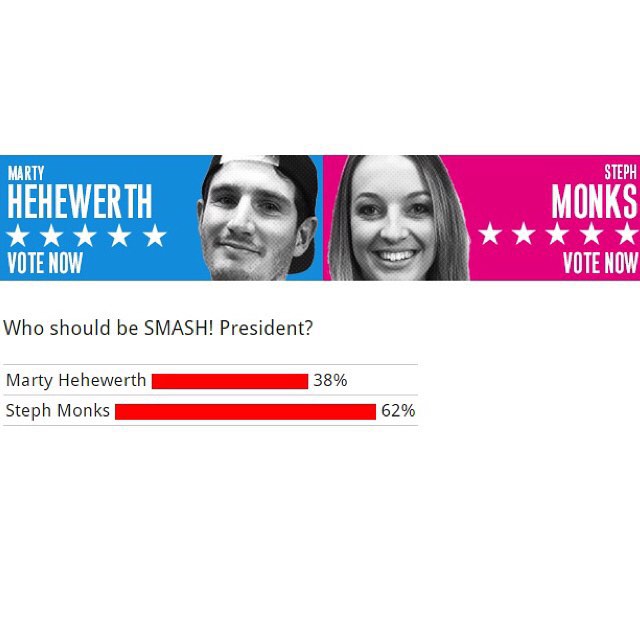 MARTY
HEHEWERTH
VOTE NOW
STEPH
MONKS
VOTE NOW
Who should be SMASH! President?
Marty Hehewerth 38%
Steph Monks 62%